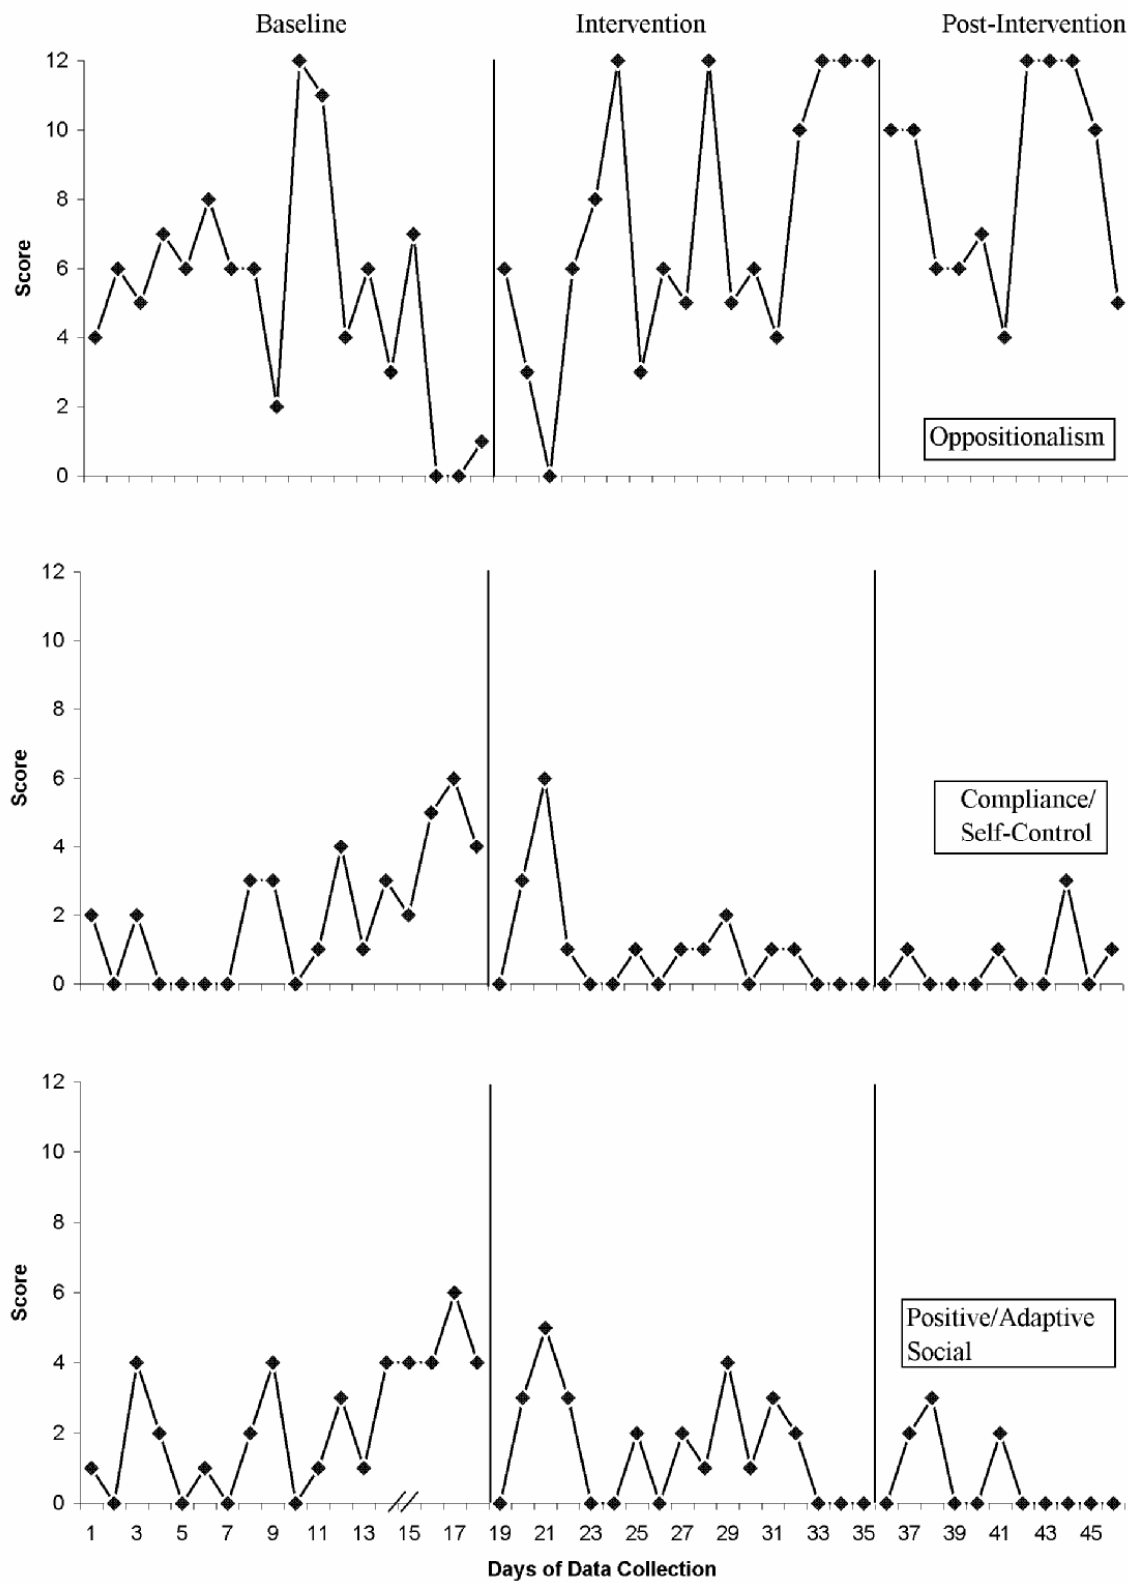 Baseline Intervention Post-Intervention
12
10
8
6
4
2
0
Score
Oppositionalism
12
10
8
6
4
2
0
Score
Compliance/
Self-Control
12
10
8
6
4
2
0
Score
Positive/Adaptive
Social
1 3 5 7 9 11 13 15 17 19 21 23 25 27 29 31 33 35 37 39 41 43 45
Days of Data Collection